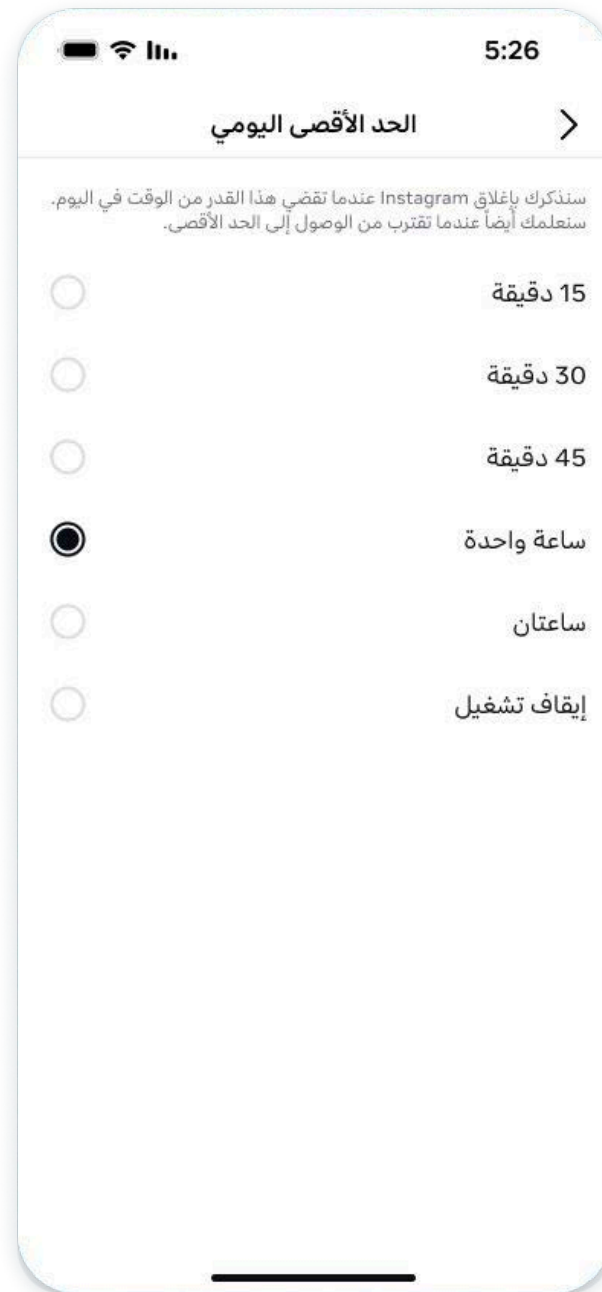 5:26
الحد الأقصى اليومي
سنذكرك بإغلاق Instagram عندما تقضي هذا القدر من الوقت في اليوم.
سنعلمك أيضاً عندما تقترب من الوصول إلى الحد الأقصى.
15 دقيقة
30 دقيقة
45 دقيقة
ساعة واحدة
ساعتان
إيقاف تشغيل